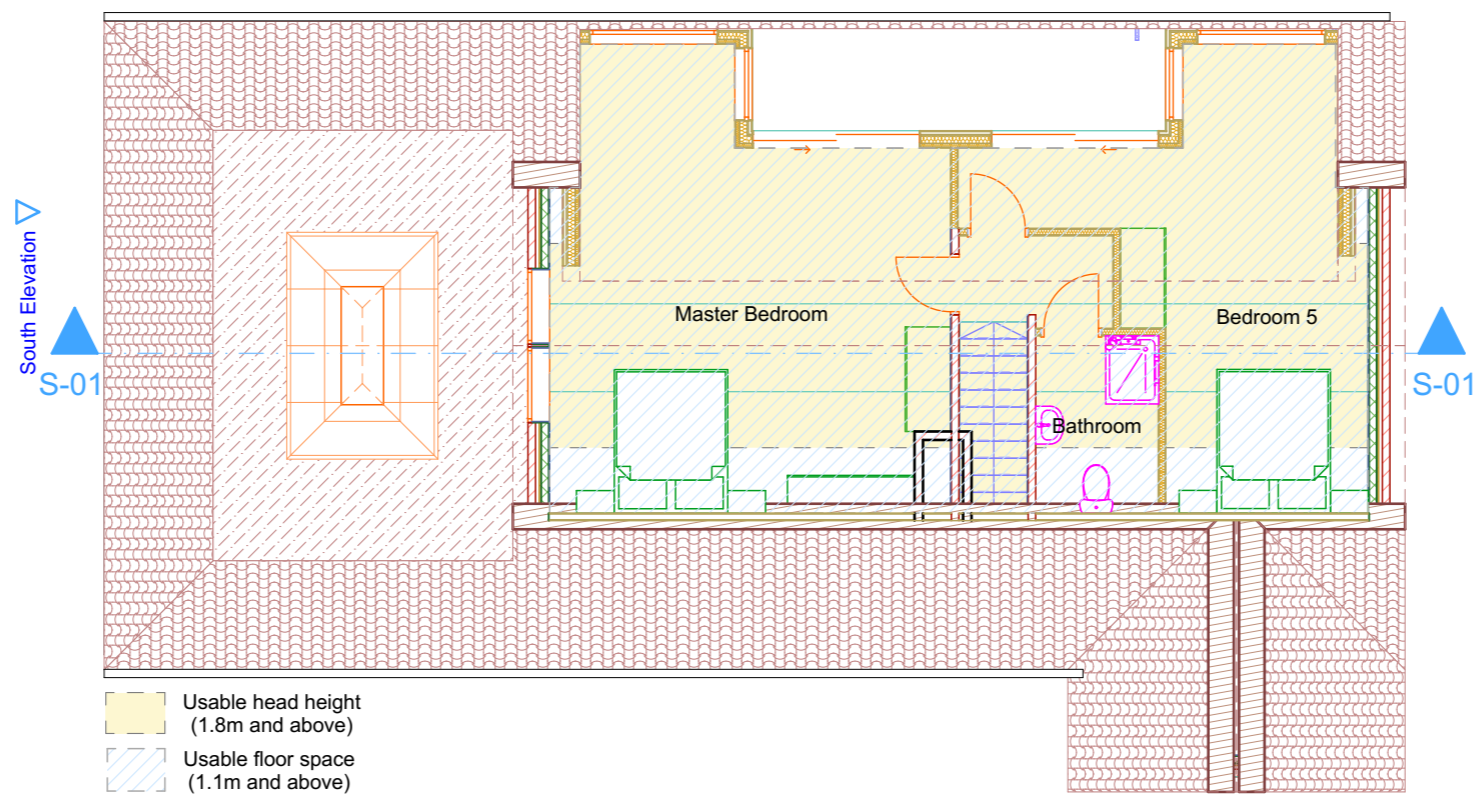 South Elevation
S-01
S-01
Master Bedroom
Bedroom 5
Bathroom
Usable head height
(1.8m and above)
Usable floor space
(1.1m and above)